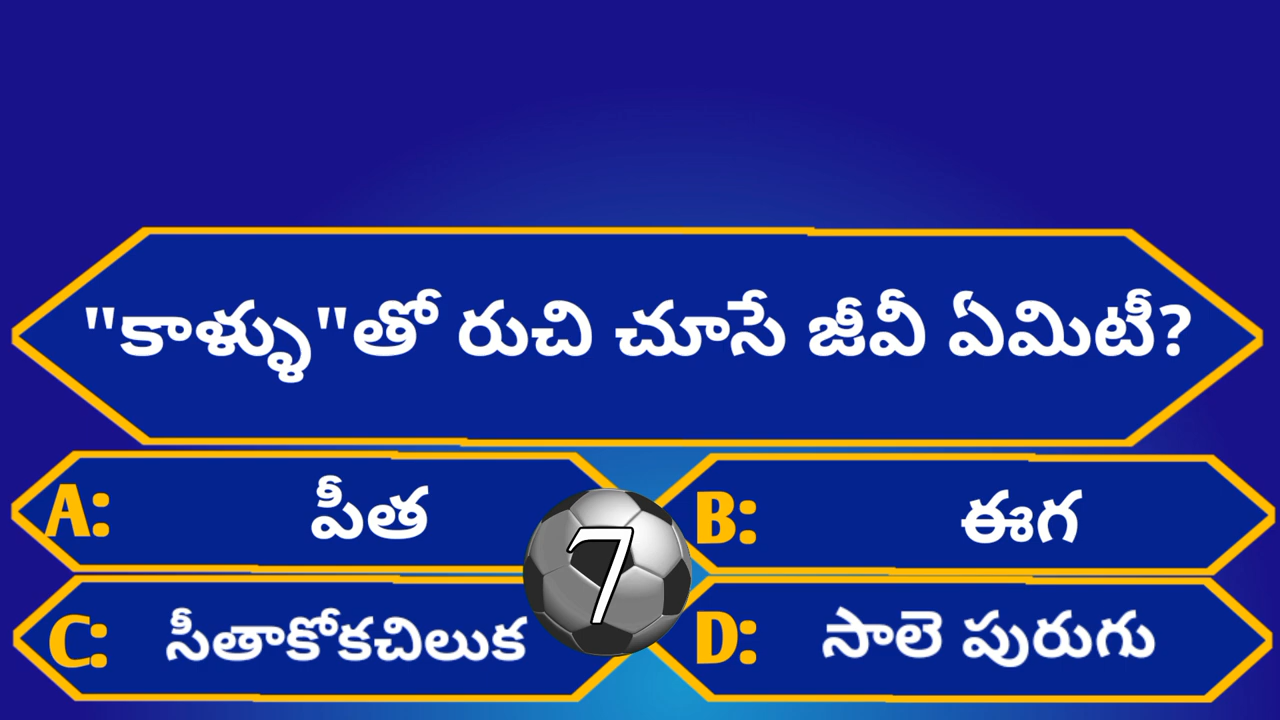 "కాళ్ళు"తో రుచి చూసే జీవీ ఏమిటీ?
A: పీత
B: ఈగ
7
C: సీతాకోకచిలుక
D: సాలె పురుగు